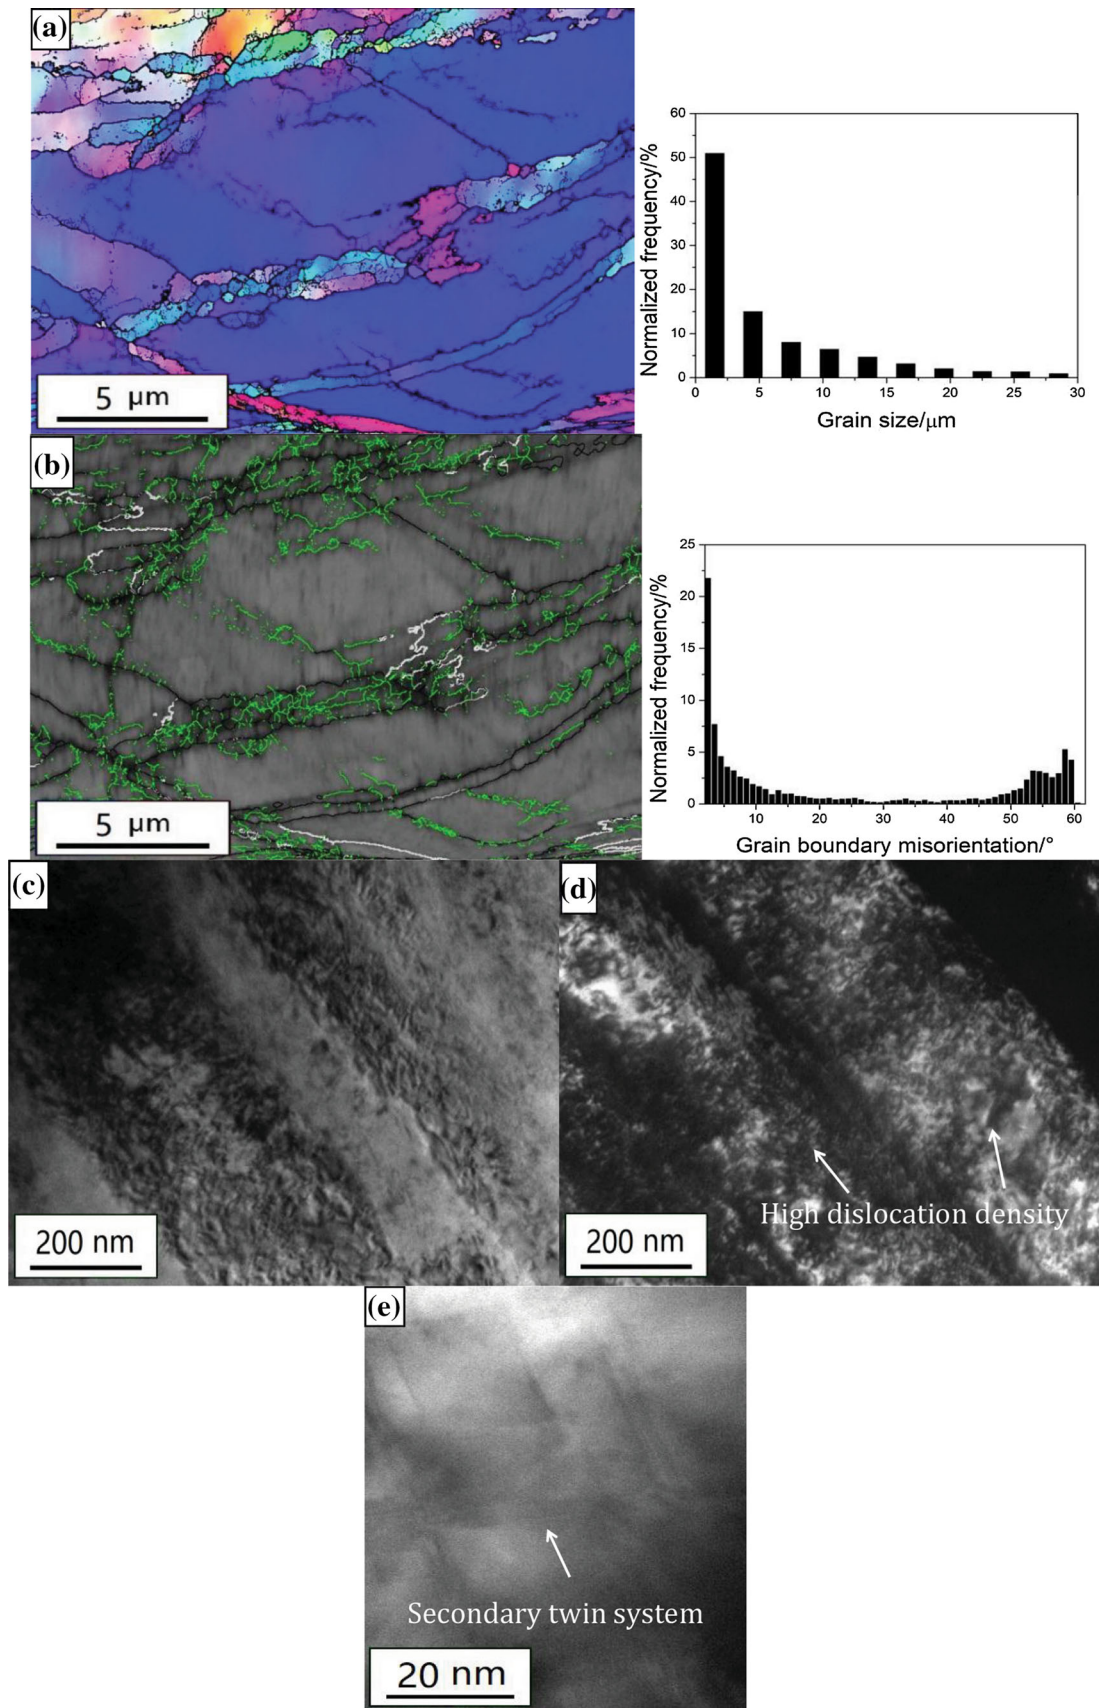 (a)
5 μm
60
50
40
30
20
10
0
Normalized frequency/%
0 5 10 15 20 25 30
Grain size/μm
(b)
5 μm
25
20
15
10
5
0
Normalized frequency/%
10 20 30 40 50 60
Grain boundary misorientation/°
(c)
200 nm
(d)
High dislocation density
200 nm
(e)
Secondary twin system
20 nm